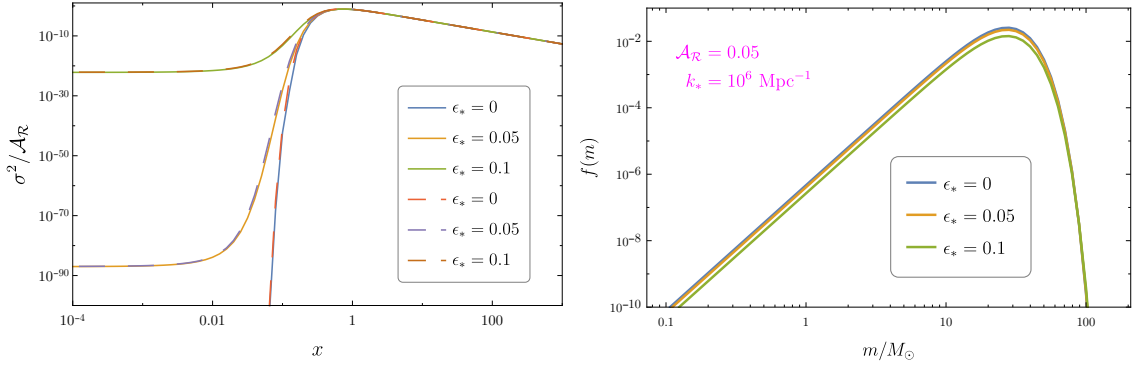 10⁻¹⁰
10⁻³⁰
10⁻⁵⁰
10⁻⁷⁰
10⁻⁹⁰
σ²/𝒜_ℛ
10⁻⁴
0.01
1
100
x
ϵ_* = 0
ϵ_* = 0.05
ϵ_* = 0.1
ϵ_* = 0
ϵ_* = 0.05
ϵ_* = 0.1
10⁻²
10⁻⁴
10⁻⁶
10⁻⁸
10⁻¹⁰
f(m)
0.1
1
10
100
m/M_⊙
𝒜_ℛ = 0.05
k_* = 10⁶ Mpc⁻¹
ϵ_* = 0
ϵ_* = 0.05
ϵ_* = 0.1